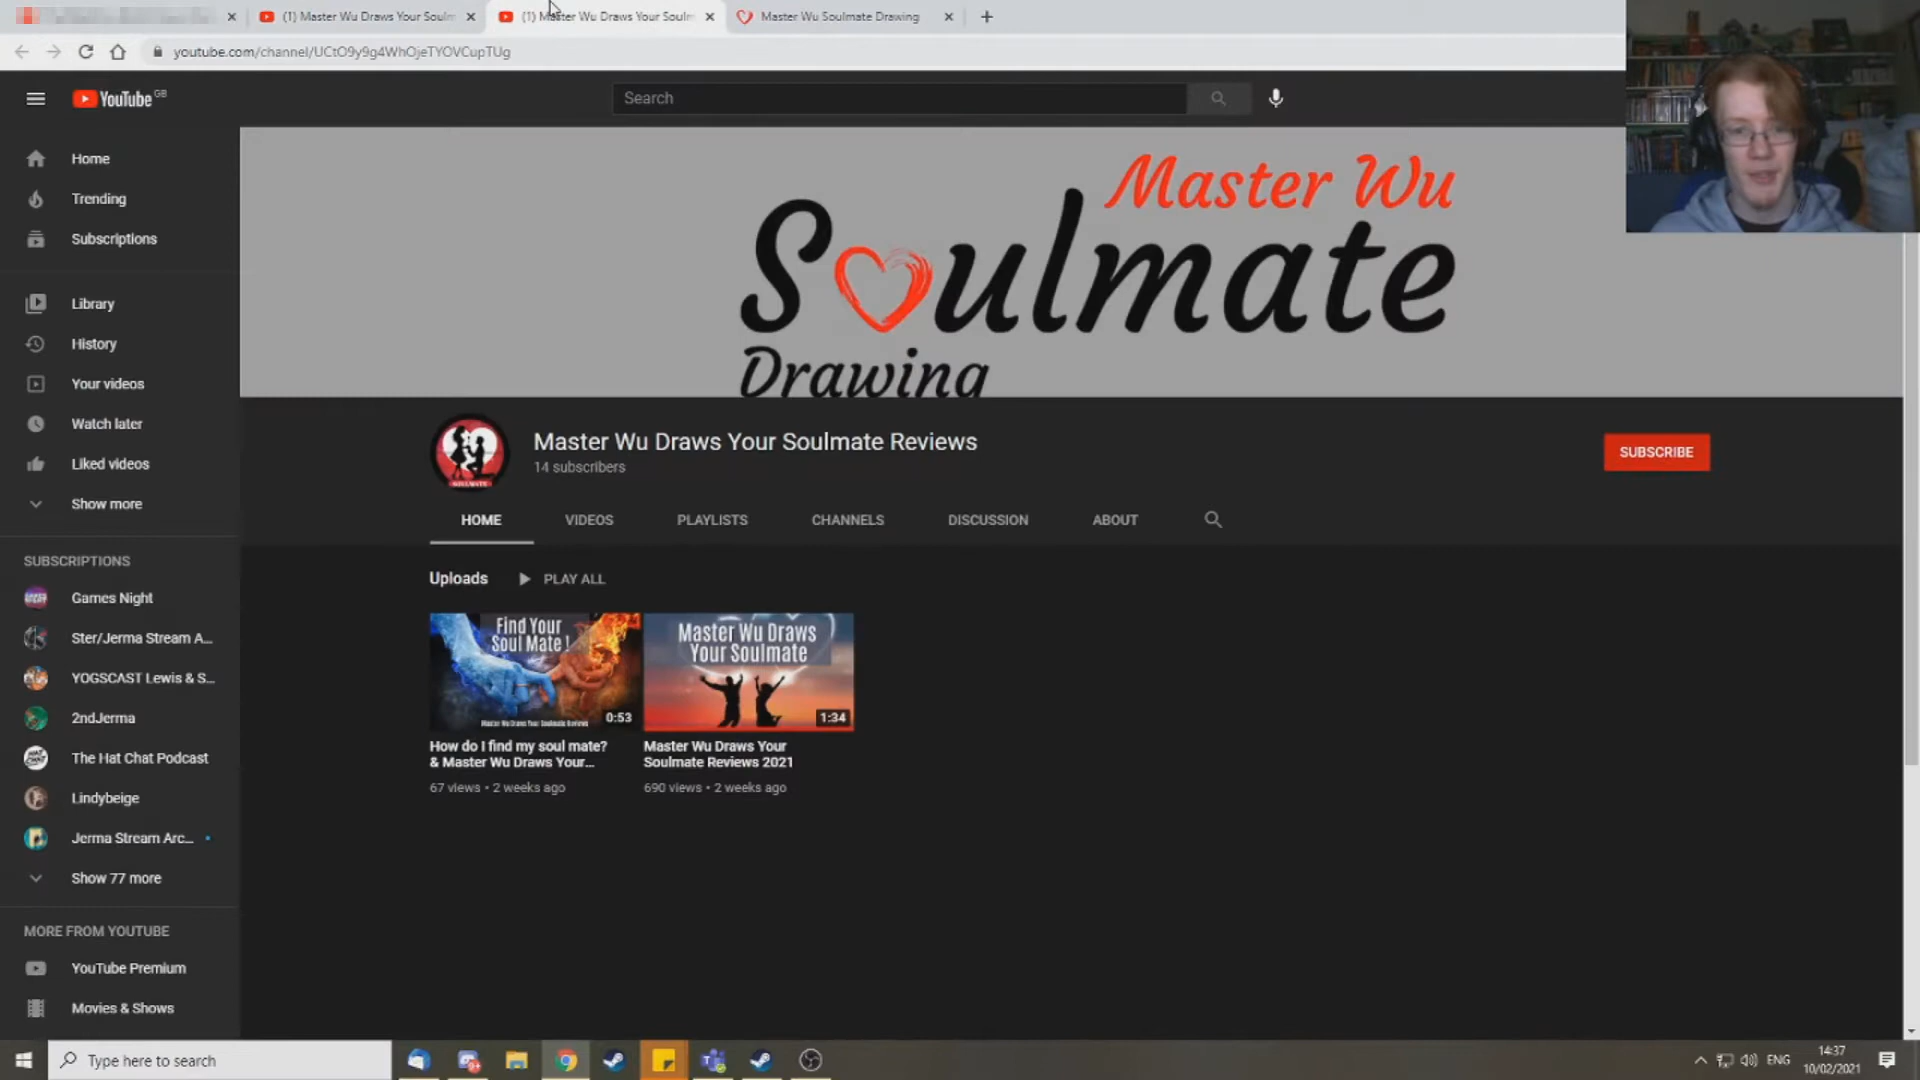 (1) Master Wu Draws Your Soulm
(1) Master Wu Draws Your Soulm
Master Wu Soulmate Drawing
youtube.com/channel/UCtO9y9g4WhOjeTYOVCupTUg
YouTube GB
Search
Home
Trending
Subscriptions
Library
History
Your videos
Watch later
Liked videos
Show more
SUBSCRIPTIONS
Games Night
Ster/Jerma Stream A...
YOGSCAST Lewis & S...
2ndJerma
The Hat Chat Podcast
Lindybeige
Jerma Stream Arc...
Show 77 more
MORE FROM YOUTUBE
YouTube Premium
Movies & Shows
Master Wu
Soulmate
Drawing
SOULMATE
Master Wu Draws Your Soulmate Reviews
14 subscribers
SUBSCRIBE
HOME VIDEOS PLAYLISTS CHANNELS DISCUSSION ABOUT
Uploads PLAY ALL
Find Your
Soul Mate!
Master Wu Draws Your Soulmate Reviews
0:53
How do I find my soul mate?
& Master Wu Draws Your...
67 views • 2 weeks ago
Master Wu Draws
Your Soulmate
1:34
Master Wu Draws Your
Soulmate Reviews 2021
690 views • 2 weeks ago
Type here to search
ENG
14:37
10/02/2021